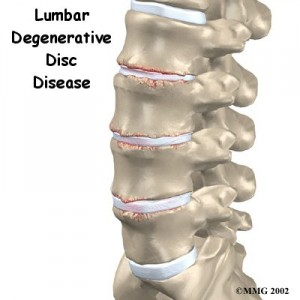 Lumbar
Degenerative
Disc
Disease
©MMG 2002